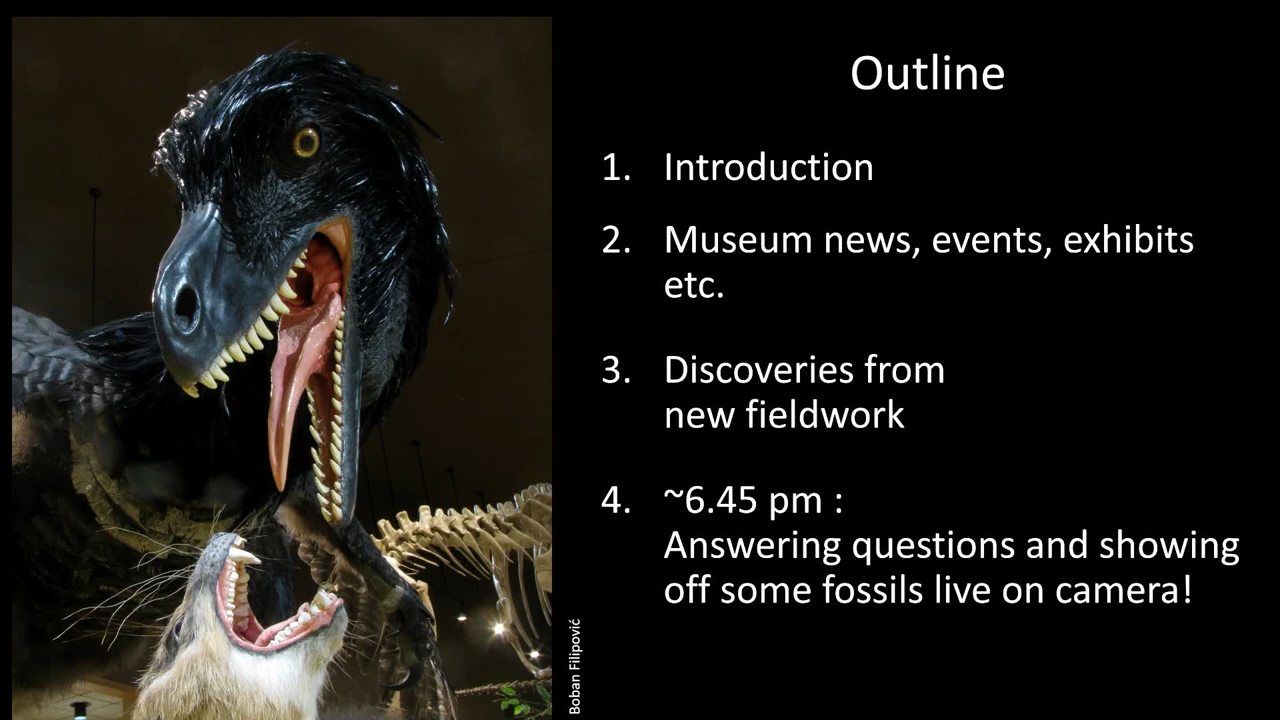 Outline
1. Introduction
2. Museum news, events, exhibits
etc.
3. Discoveries from
new fieldwork
4. ~6.45 pm :
Answering questions and showing
off some fossils live on camera!
Boban Filipović